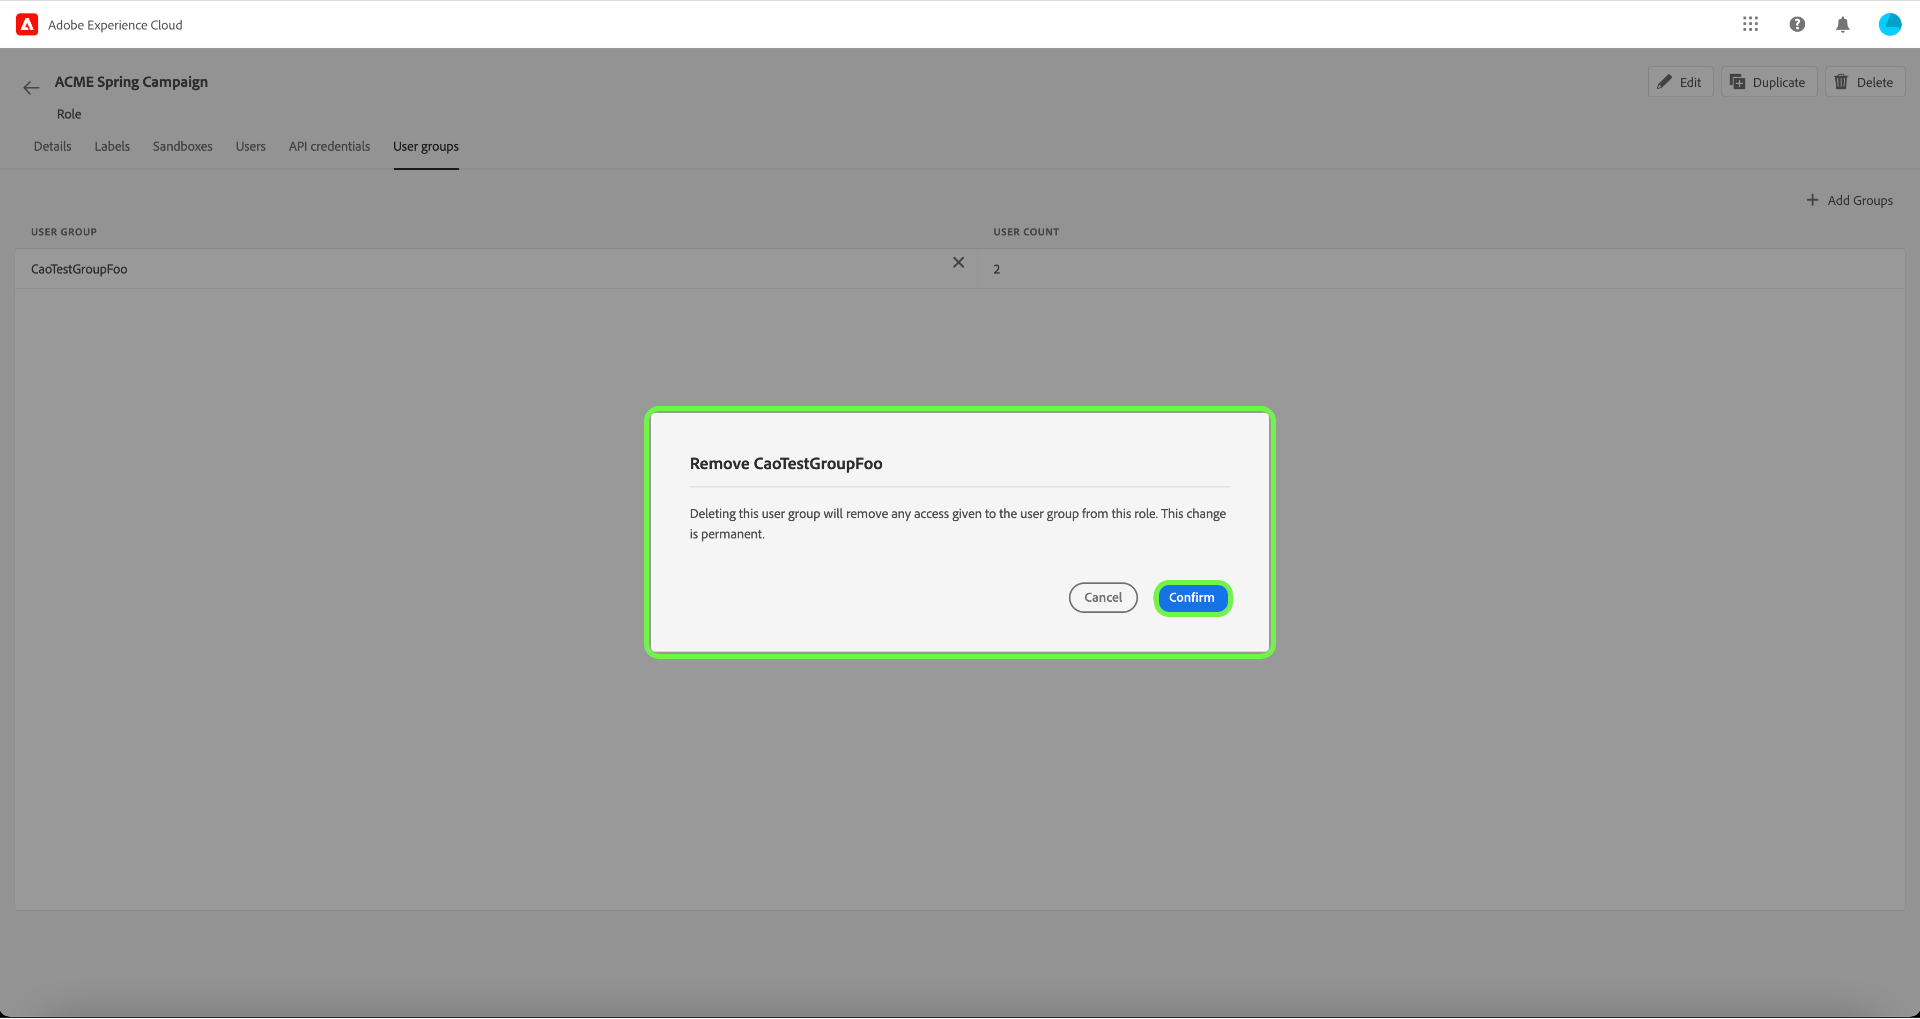 Adobe Experience Cloud
ACME Spring Campaign
Edit
Duplicate
Delete
Role
Details
Labels
Sandboxes
Users
API credentials
User groups
Add Groups
USER GROUP
USER COUNT
CaoTestGroupFoo
2
Remove CaoTestGroupFoo
Deleting this user group will remove any access given to the user group from this role. This change
is permanent.
Cancel
Confirm